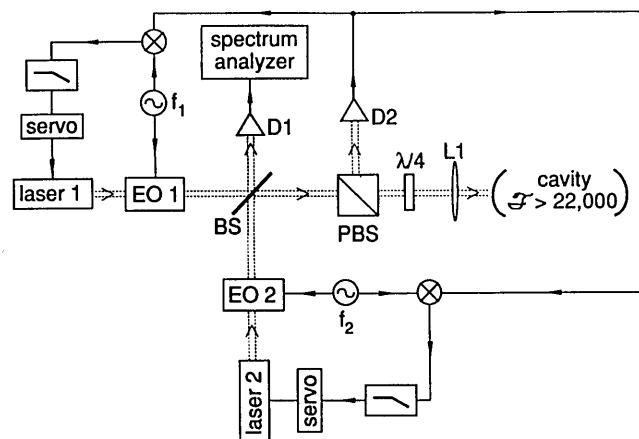 spectrum
analyzer
f1
D1
D2
servo
laser 1
EO 1
BS
PBS
λ/4
L1
cavity
ℱ > 22,000
EO 2
f2
laser 2
servo